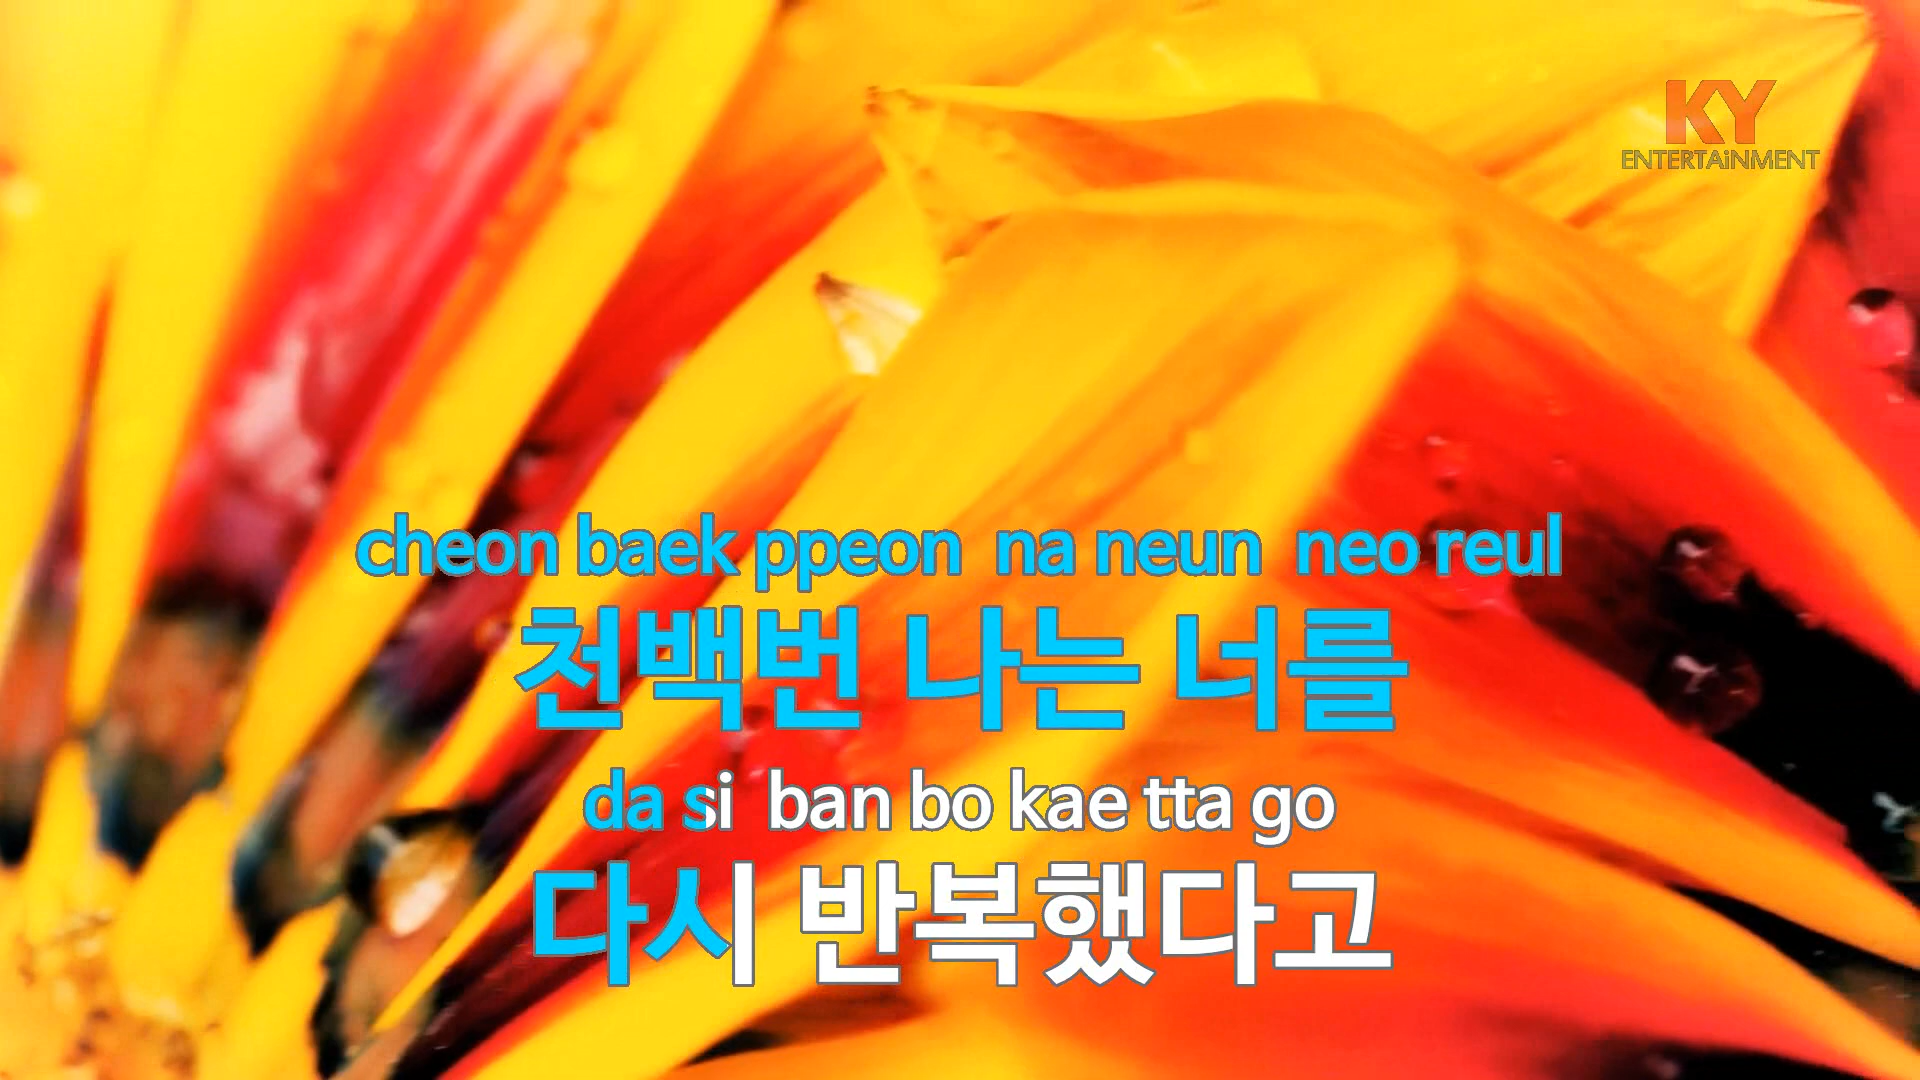 KY
ENTERTAiNMENT
cheon baek ppeon na neun neo reul
천백번 나는 너를
da si ban bo kae tta go
다시 반복했다고